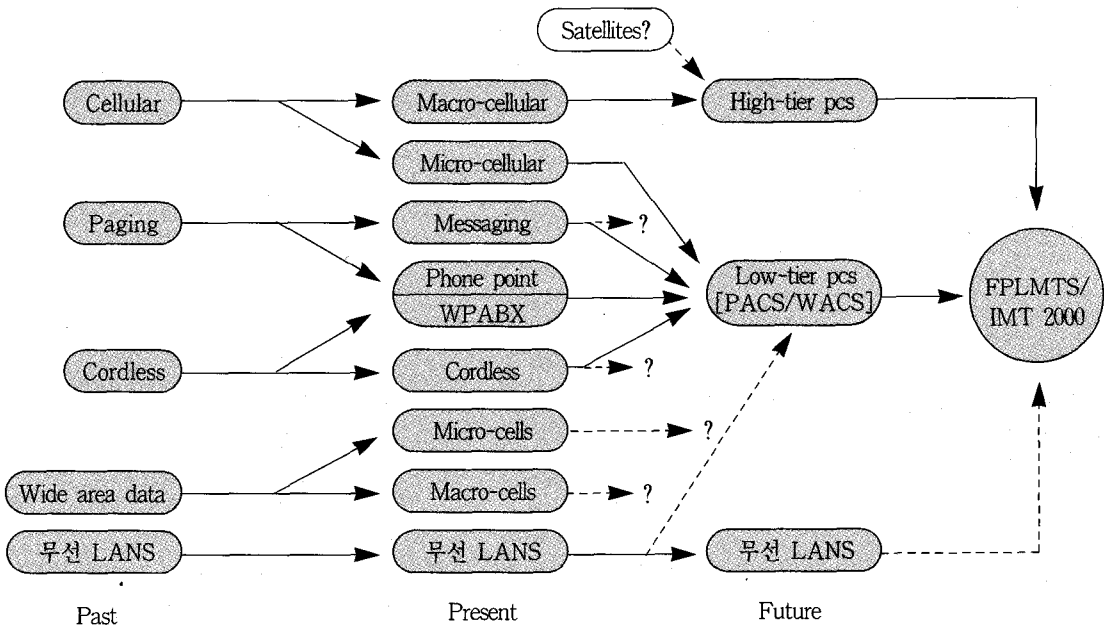 Satellites?
Cellular
Macro-cellular
High-tier pcs
Micro-cellular
Paging
Messaging
?
Phone point
WPABX
Low-tier pcs
[PACS/WACS]
FPLMTS/
IMT 2000
Cordless
Cordless
?
Micro-cells
?
Wide area data
Macro-cells
?
무선 LANS
무선 LANS
무선 LANS
Past
Present
Future